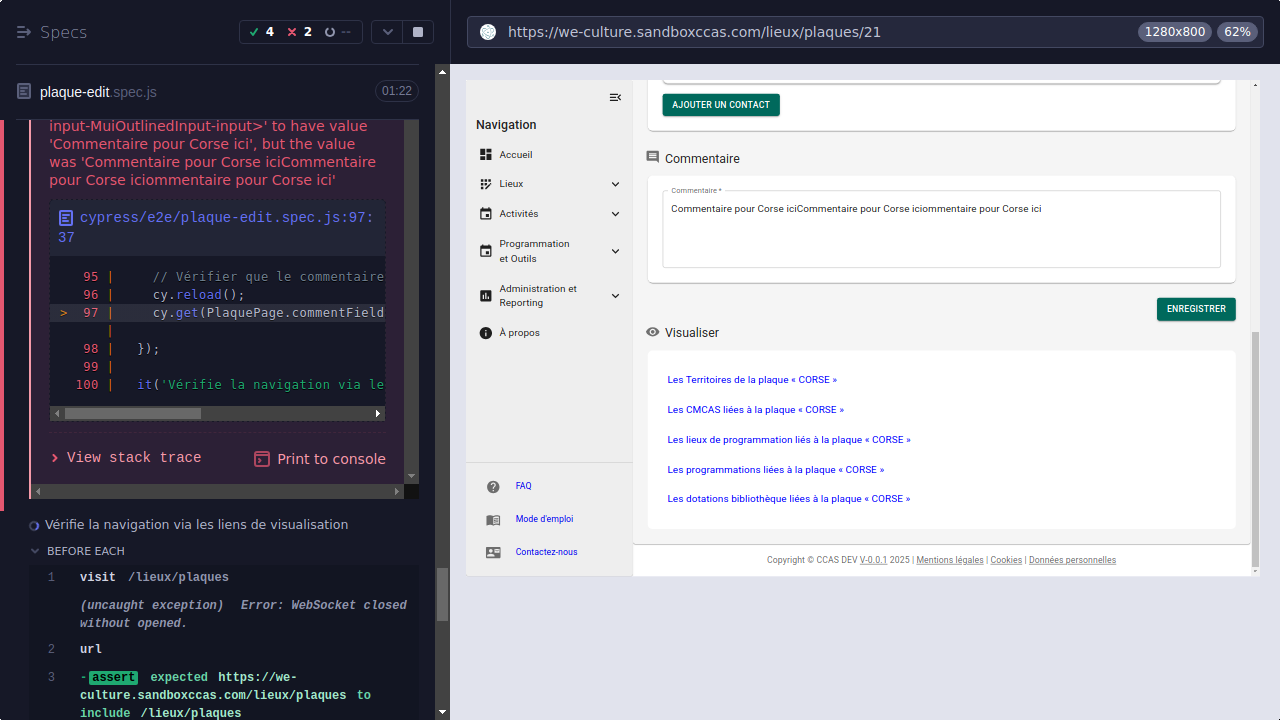 Specs
4
2
--
plaque-edit.spec.js
01:22
input-MuiOutlinedInput-input>' to have value
'Commentaire pour Corse ici', but the value
was 'Commentaire pour Corse iciCommentaire
pour Corse iciommentaire pour Corse ici'
cypress/e2e/plaque-edit.spec.js:97:
37
95 | // Vérifier que le commentaire
96 | cy.reload();
> 97 | cy.get(PlaquePage.commentField
|
98 | });
99 |
100 | it('Vérifie la navigation via le
View stack trace
Print to console
Vérifie la navigation via les liens de visualisation
BEFORE EACH
1 visit /lieux/plaques
(uncaught exception) Error: WebSocket closed
without opened.
2 url
3 -assert expected https://we-
culture.sandboxccas.com/lieux/plaques to
include /lieux/plaques
https://we-culture.sandboxccas.com/lieux/plaques/21
1280x800
62%
Navigation
Accueil
Lieux
Activités
Programmation
et Outils
Administration et
Reporting
À propos
FAQ
Mode d'emploi
Contactez-nous
AJOUTER UN CONTACT
Commentaire
Commentaire *
Commentaire pour Corse iciCommentaire pour Corse iciommentaire pour Corse ici
ENREGISTRER
Visualiser
Les Territoires de la plaque « CORSE »
Les CMCAS liées à la plaque « CORSE »
Les lieux de programmation liés à la plaque « CORSE »
Les programmations liées à la plaque « CORSE »
Les dotations bibliothèque liées à la plaque « CORSE »
Copyright © CCAS DEV V-0.0.1 2025 | Mentions légales | Cookies | Données personnelles